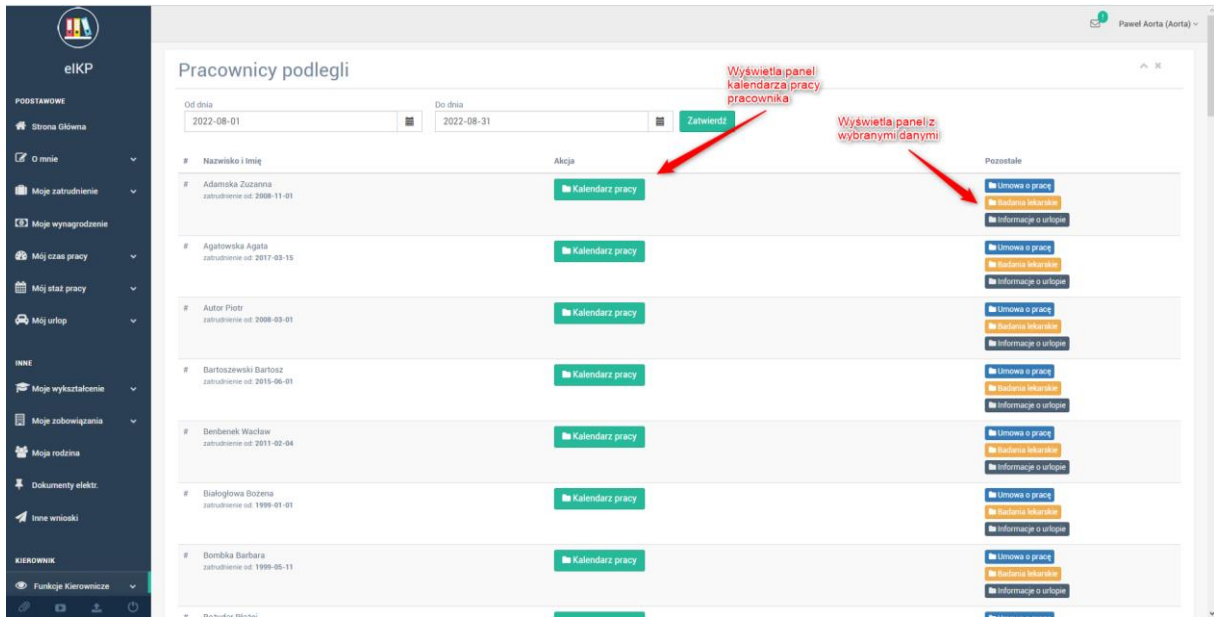 eIKP
PODSTAWOWE
Strona Główna
O mnie
Moje zatrudnienie
Moje wynagrodzenie
Mój czas pracy
Mój staż pracy
Mój urlop
INNE
Moje wykształcenie
Moje zobowiązania
Moja rodzina
Dokumenty elektr.
Inne wnioski
KIEROWNIK
Funkcje Kierownicze
Paweł Aorta (Aorta)
Pracownicy podlegli
Wyświetla panel
kalendarza pracy
pracownika
Od dnia
Do dnia
2022-08-01
2022-08-31
Zatwierdź
Wyświetla panel z
wybranymi danymi
# Nazwisko i Imię Akcja Pozostałe
# Adamska Zuzanna
zatrudnienie od: 2008-11-01
Kalendarz pracy
Umowa o pracę
Badania lekarskie
Informacje o urlopie
# Agatowska Agata
zatrudnienie od: 2017-03-15
Kalendarz pracy
Umowa o pracę
Badania lekarskie
Informacje o urlopie
# Autor Piotr
zatrudnienie od: 2008-03-01
Kalendarz pracy
Umowa o pracę
Badania lekarskie
Informacje o urlopie
# Bartoszewski Bartosz
zatrudnienie od: 2015-06-01
Kalendarz pracy
Umowa o pracę
Badania lekarskie
Informacje o urlopie
# Benbenek Wacław
zatrudnienie od: 2011-02-04
Kalendarz pracy
Umowa o pracę
Badania lekarskie
Informacje o urlopie
# Białogłowa Bożena
zatrudnienie od: 1999-01-01
Kalendarz pracy
Umowa o pracę
Badania lekarskie
Informacje o urlopie
# Bombka Barbara
zatrudnienie od: 1999-05-11
Kalendarz pracy
Umowa o pracę
Badania lekarskie
Informacje o urlopie